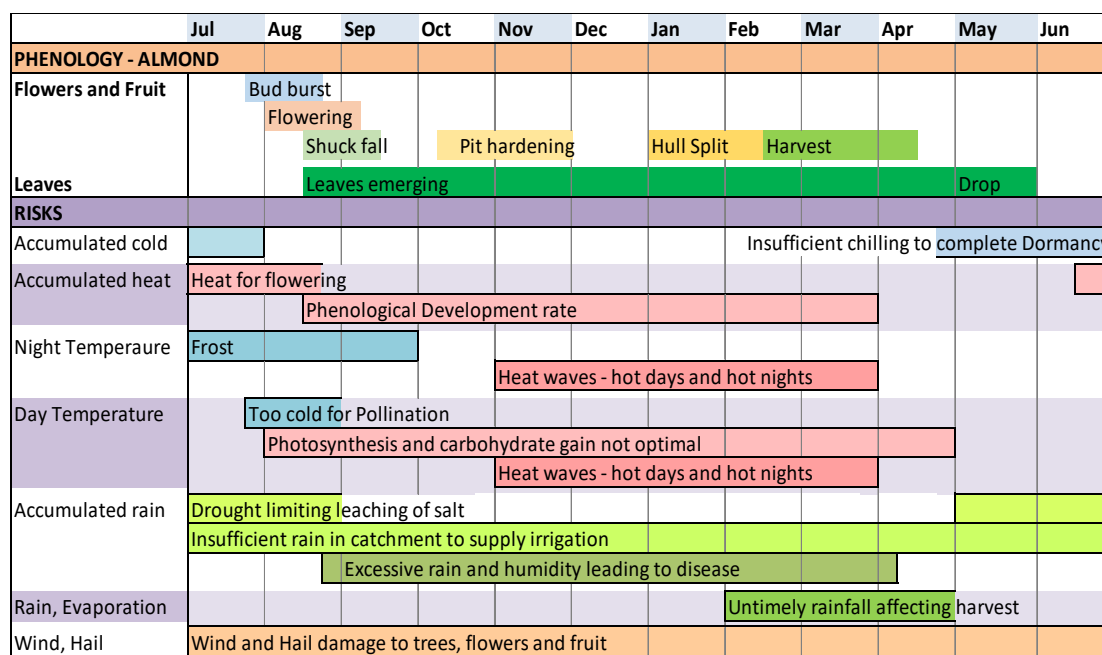 Jul Aug Sep Oct Nov Dec Jan Feb Mar Apr May Jun
PHENOLOGY - ALMOND
Flowers and Fruit Bud burst
Flowering
Shuck fall Pit hardening Hull Split Harvest
Leaves Leaves emerging Drop
RISKS
Accumulated cold Insufficient chilling to complete Dormancy
Accumulated heat Heat for flowering
Phenological Development rate
Night Temperaure Frost
Heat waves - hot days and hot nights
Day Temperature Too cold for Pollination
Photosynthesis and carbohydrate gain not optimal
Heat waves - hot days and hot nights
Accumulated rain Drought limiting leaching of salt
Insufficient rain in catchment to supply irrigation
Excessive rain and humidity leading to disease
Rain, Evaporation Untimely rainfall affecting harvest
Wind, Hail Wind and Hail damage to trees, flowers and fruit